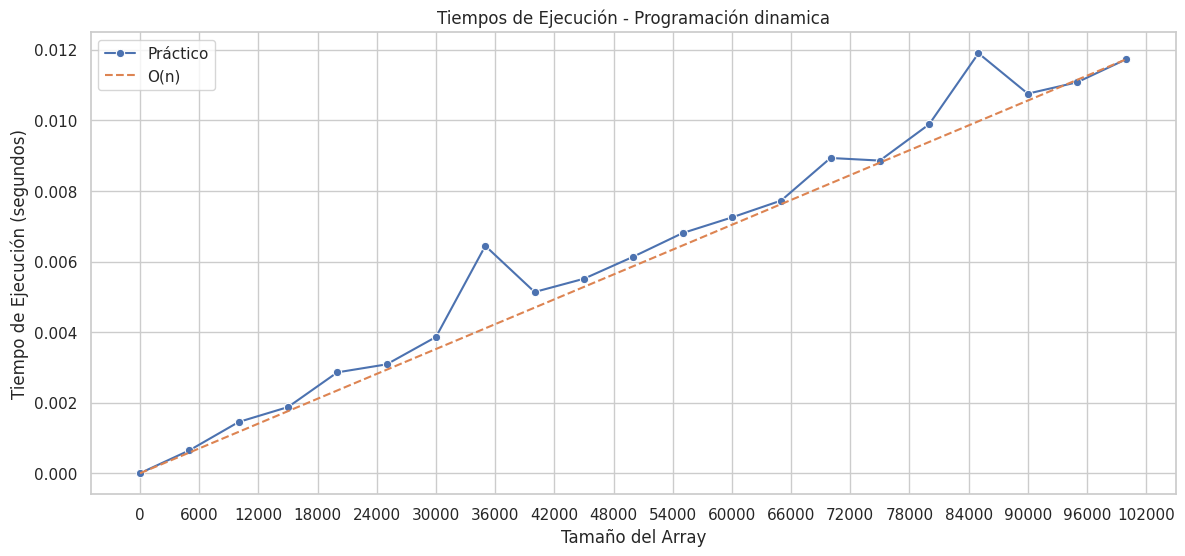 Tiempos de Ejecución - Programación dinamica
Práctico
O(n)
Tiempo de Ejecución (segundos)
0.012
0.010
0.008
0.006
0.004
0.002
0.000
0 6000 12000 18000 24000 30000 36000 42000 48000 54000 60000 66000 72000 78000 84000 90000 96000 102000
Tamaño del Array